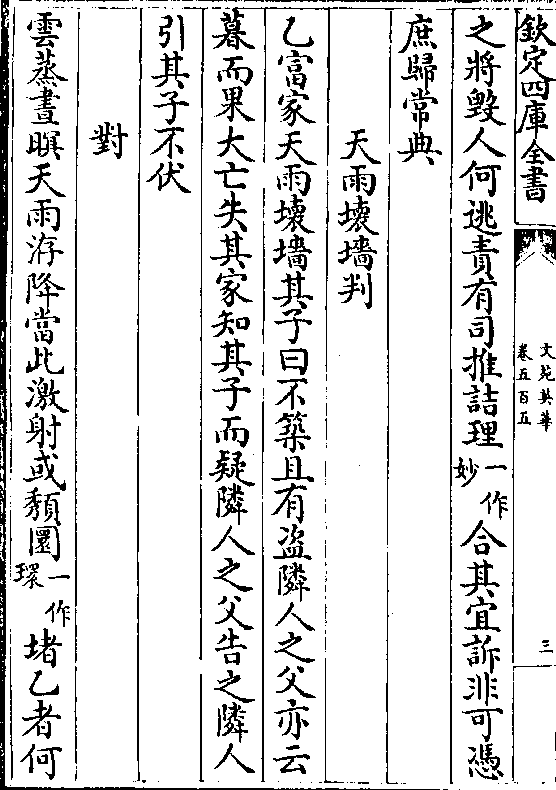 欽定四庫全書
文苑英華
卷五百五
三
之將毀人何逃責有司推詰理一作妙合其宜訴非可憑
庶歸常典
天雨壞墻判
乙富家天雨壞墻其子曰不築且有盗隣人之父亦云
暮而果大亡失其家知其子而疑隣人之父告之隣人
引其子不伏
對
雲蒸晝暝天雨洊降當此激射或頽圜一作環堵乙者何